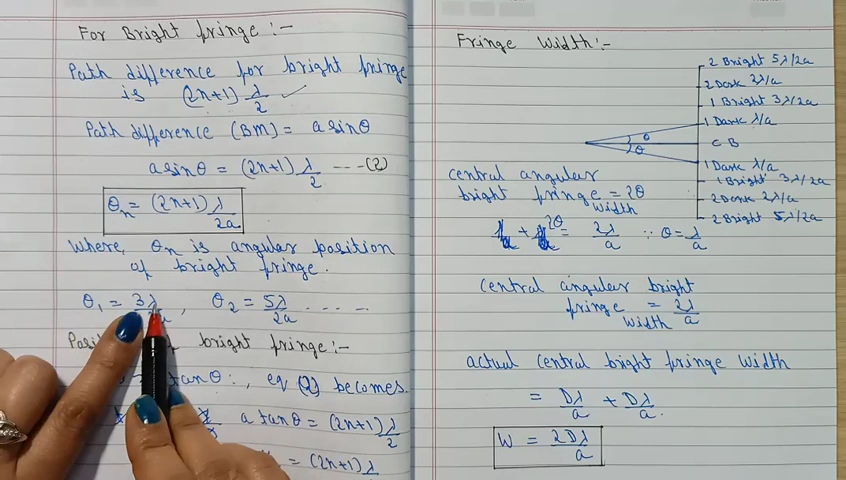 For Bright fringe :-
Path difference for bright fringe
is (2n+1) λ/2 ✓
Path difference (BM) = a sinθ
a sinθ = (2n+1) λ/2 --- -(2)
θn = (2n+1) λ/2a
Where, θn is angular position
of bright fringe.
θ1 = 3λ , θ2 = 5λ/2a - - - - -
bright fringe :-
tanθ :, eq (2) becomes.
a tanθ = (2n+1) λ/2
= (2n+1) λ
Fringe Width :-
2 Bright 5λ/2a
2 Dark 2λ/a
1 Bright 3λ/2a
1 Dark λ/a
θ
C B
θ
1 Dark λ/a
1 Bright 3λ/2a
2 Dark 2λ/a
2 Bright 5λ/2a
central angular
bright fringe = 2θ
Width
2θ = 2λ/a ∵ θ = λ/a
central angular bright
fringe = 2λ/a
Width
actual central bright fringe width
= Dλ/a + Dλ/a.
W = 2Dλ/a